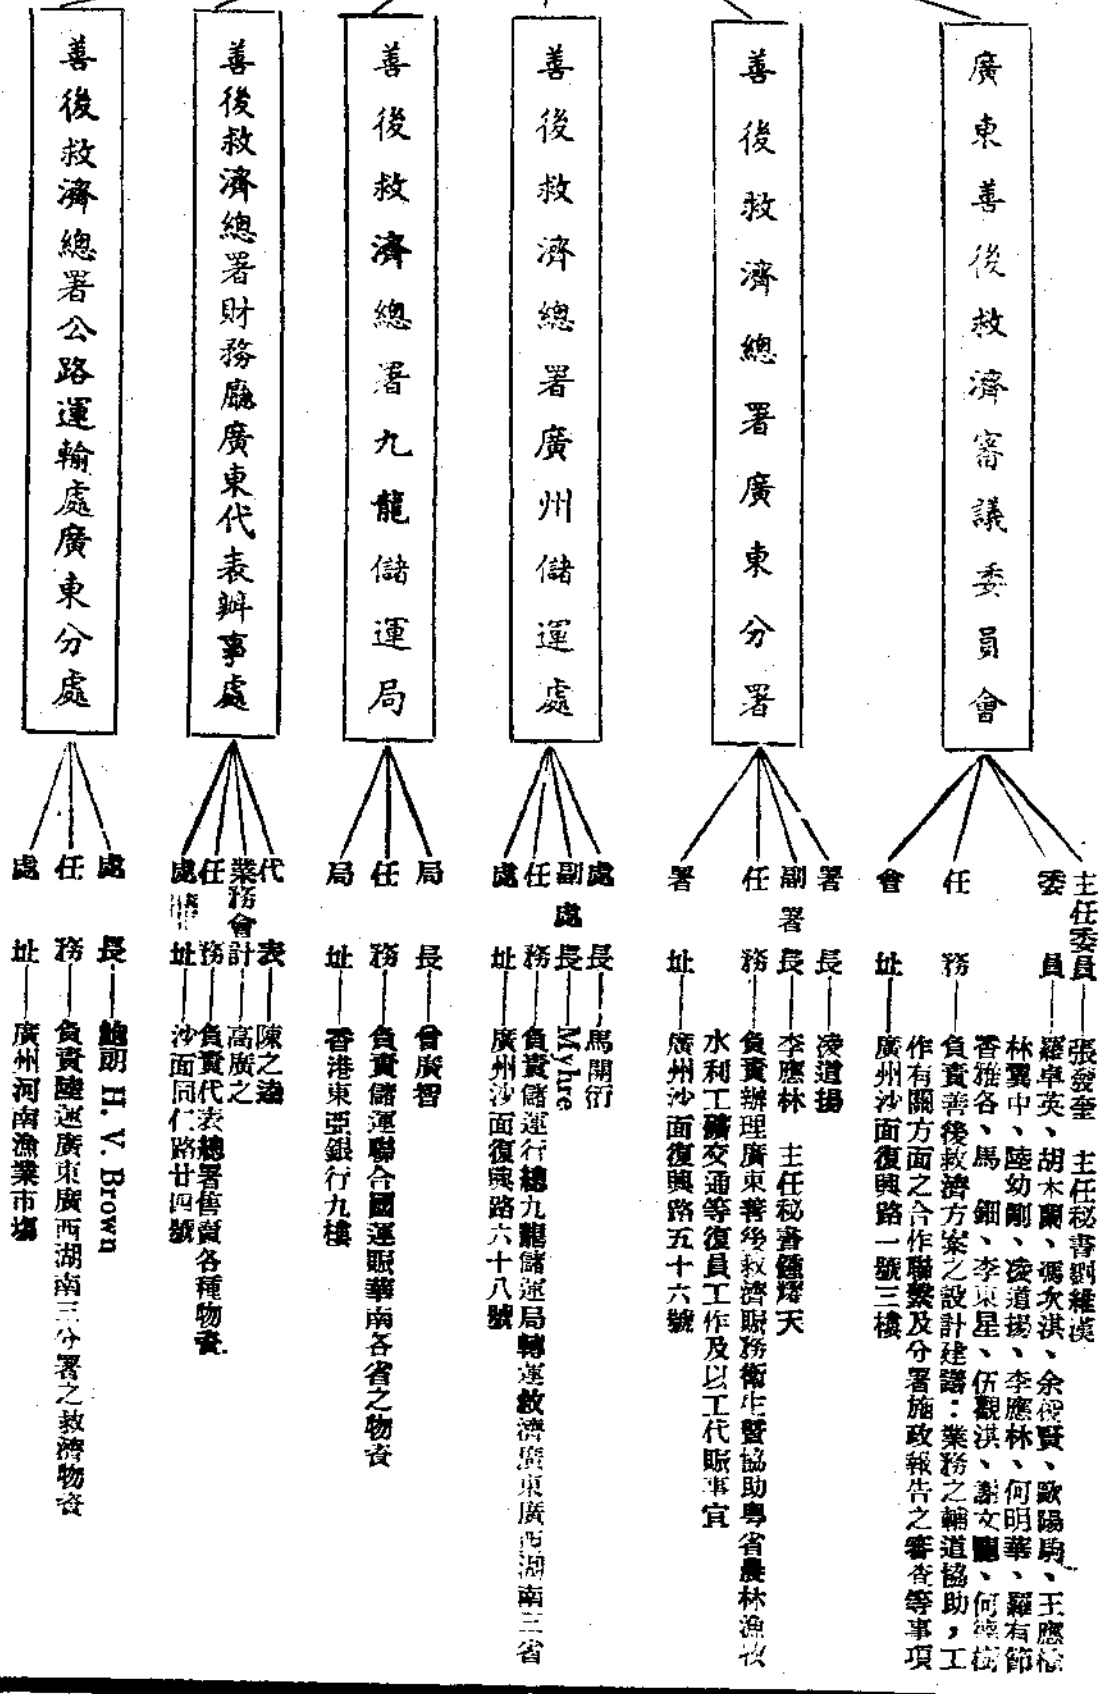 廣東善後救濟審議委員會
主任委員——張發奎 主任秘書劉維漢
委員——羅卓英、胡木蘭、馮次淇、余俊賢、歐陽駒、王應榆
林翼中、陸幼剛、凌道揚、李應林、何明華、羅有節
香雅各、馬鈿、李東星、伍觀淇、謝文龍、何樹
任務——負責善後救濟方案之設計建議：業務之輔道協助，工
作有關方面之合作聯繫及分署施政報告之審查等事項
會址——廣州沙面復興路一號三樓
善後救濟總署廣東分署
署長——凌道揚
副署長——李應林 主任秘書耀天
任務——負責辦理廣東善後救濟賑務衛生暨協助粵省農林漁牧
水利工礦交通等復員工作及以工代賑事宜
署址——廣州沙面復興路五十六號
善後救濟總署廣州儲運處
處長——馬開衍
副處長——Myhre
任務——負責儲運行總九龍儲運局轉運救濟廣東廣西湖南三省
處址——廣州沙面復興路六十八號
善後救濟總署九龍儲運局
局長——曾廣智
任務——負責儲運聯合國運賑華南各省之物資
局址——香港東亞銀行九樓
善後救濟總署財務廳廣東代表辦事處
代表——陳之逵
業務會計——高廣之
任務——負責代表總署售賣各種物資
處址——沙面同仁路廿四號
善後救濟總署公路運輸處廣東分處
處長——鮑朗 H. V. Brown
任務——負責陸運廣東廣西湖南三分署之救濟物資
處址——廣州河南漁業市場